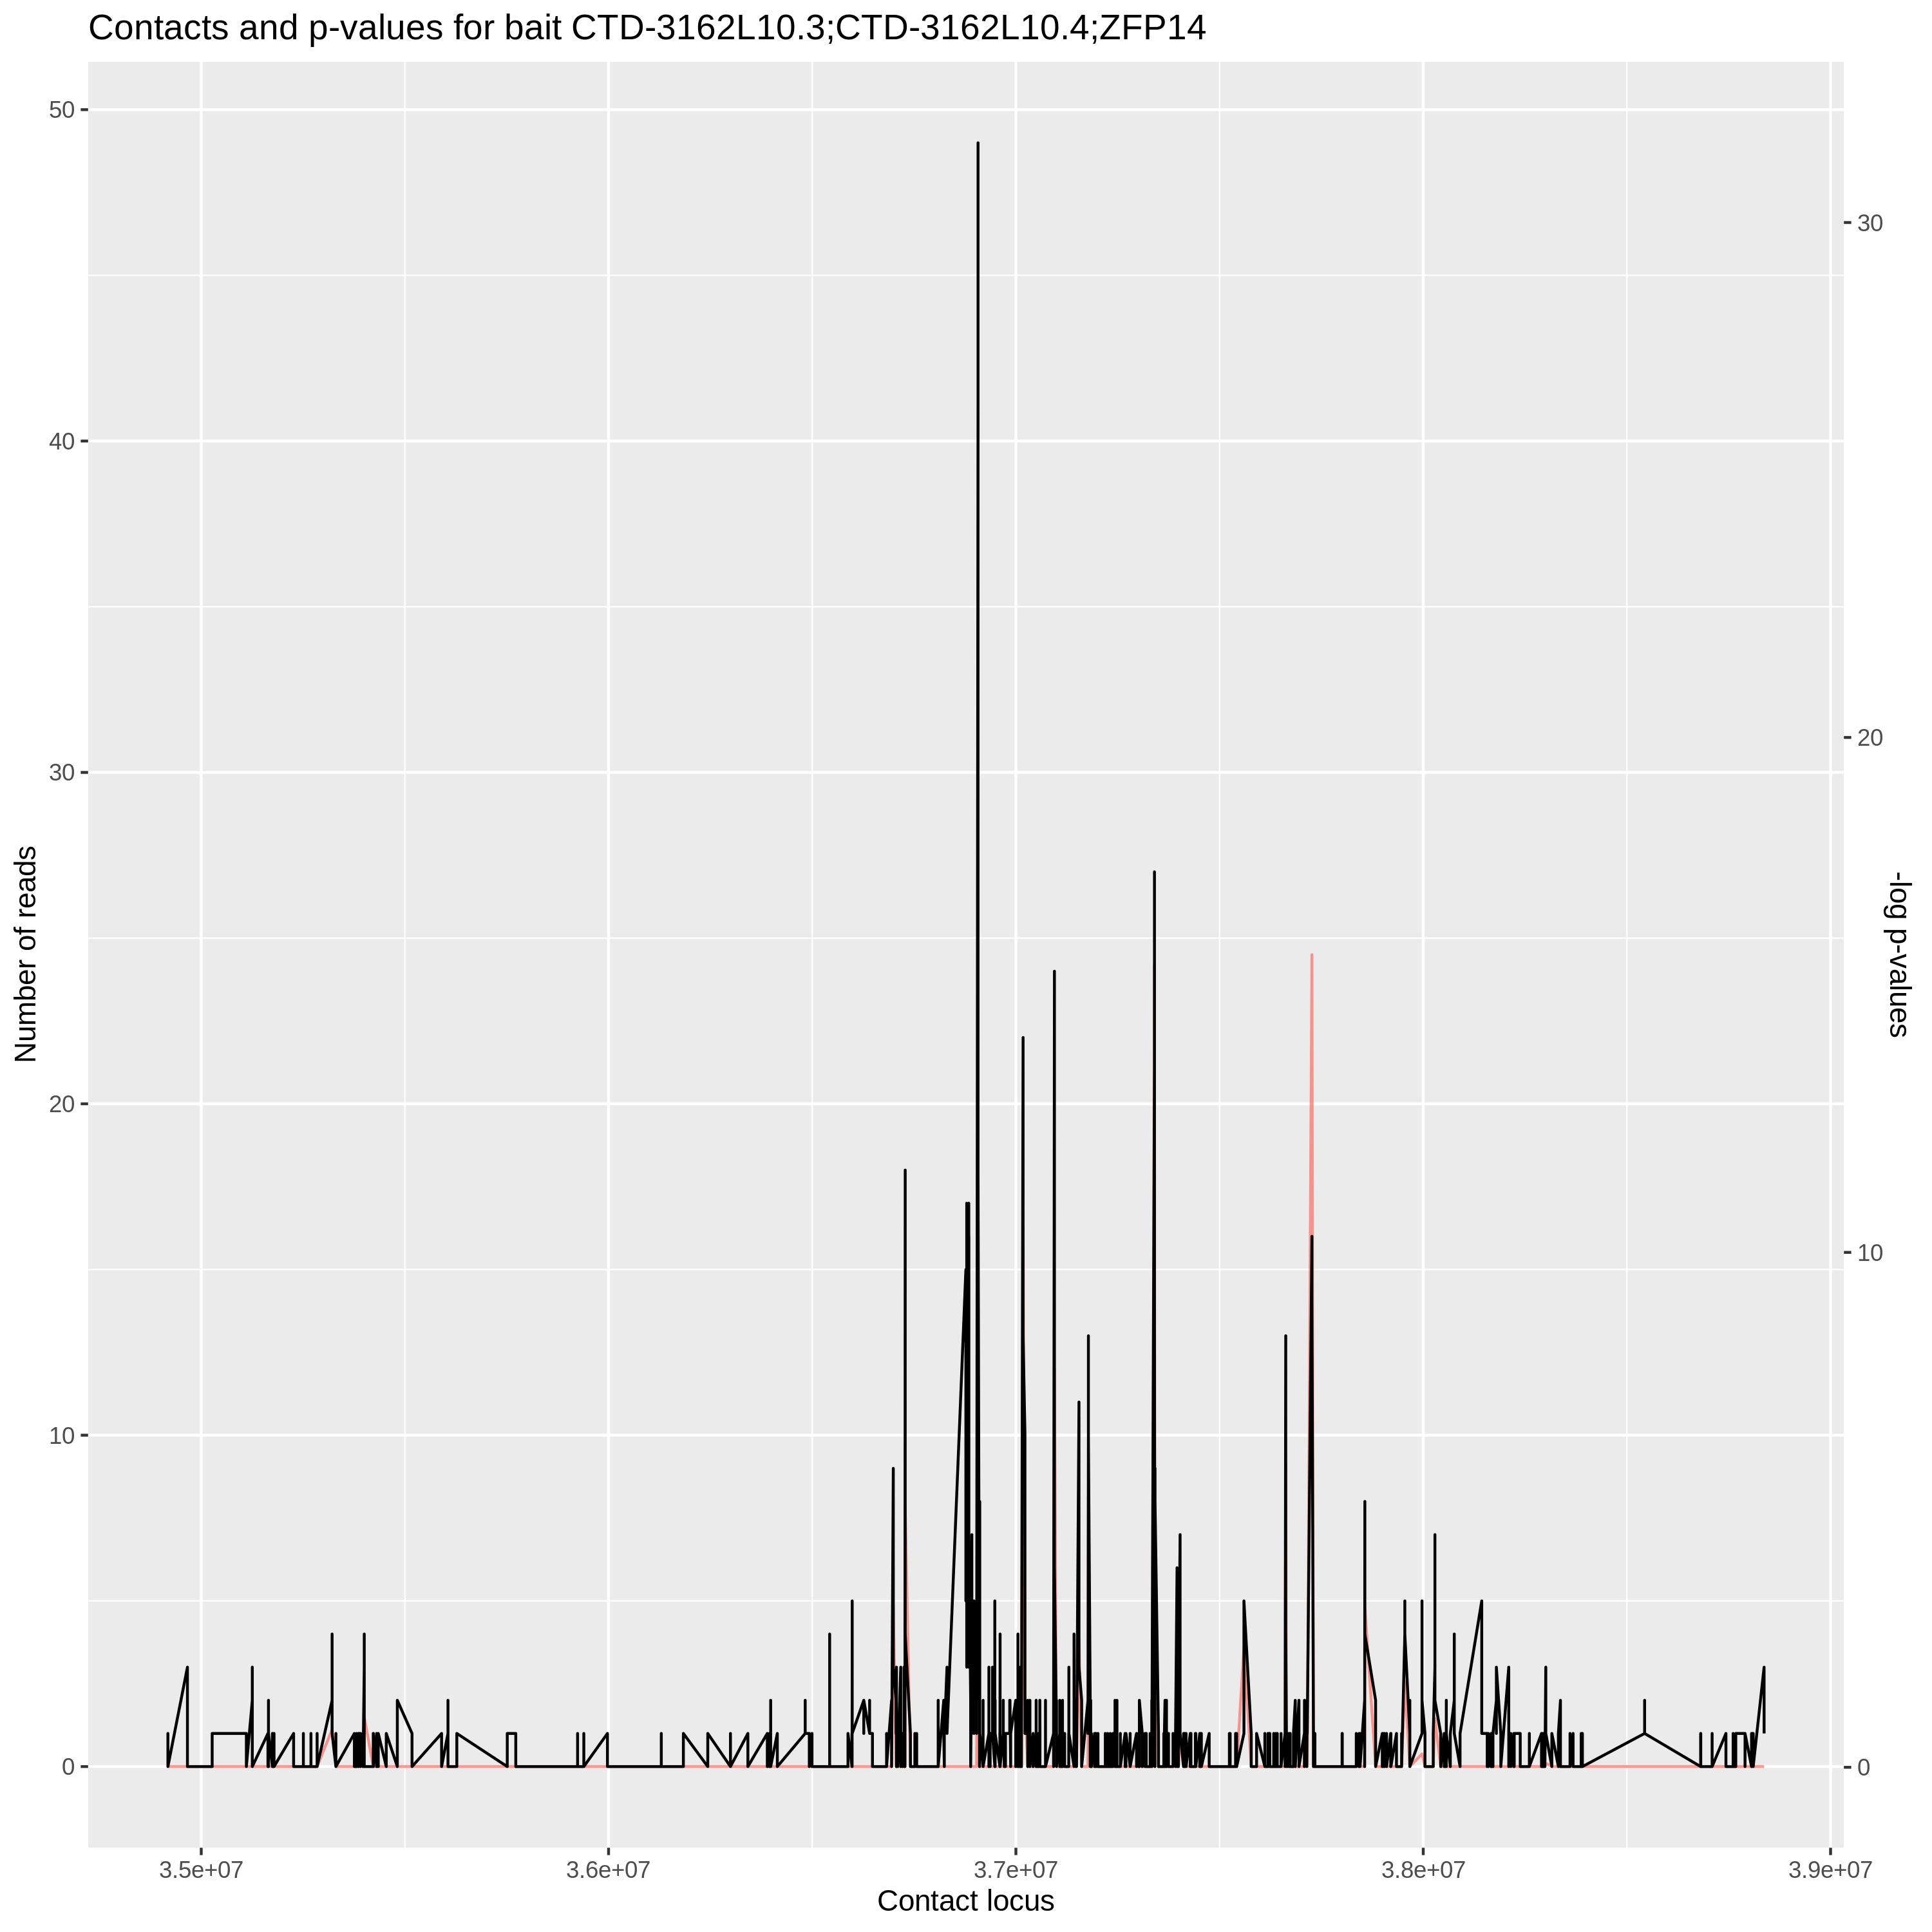 Contacts and p-values for bait CTD-3162L10.3;CTD-3162L10.4;ZFP14
50
40
30
20
10
0
Number of reads
30
20
10
0
-log p-values
3.5e+07 3.6e+07 3.7e+07 3.8e+07 3.9e+07
Contact locus